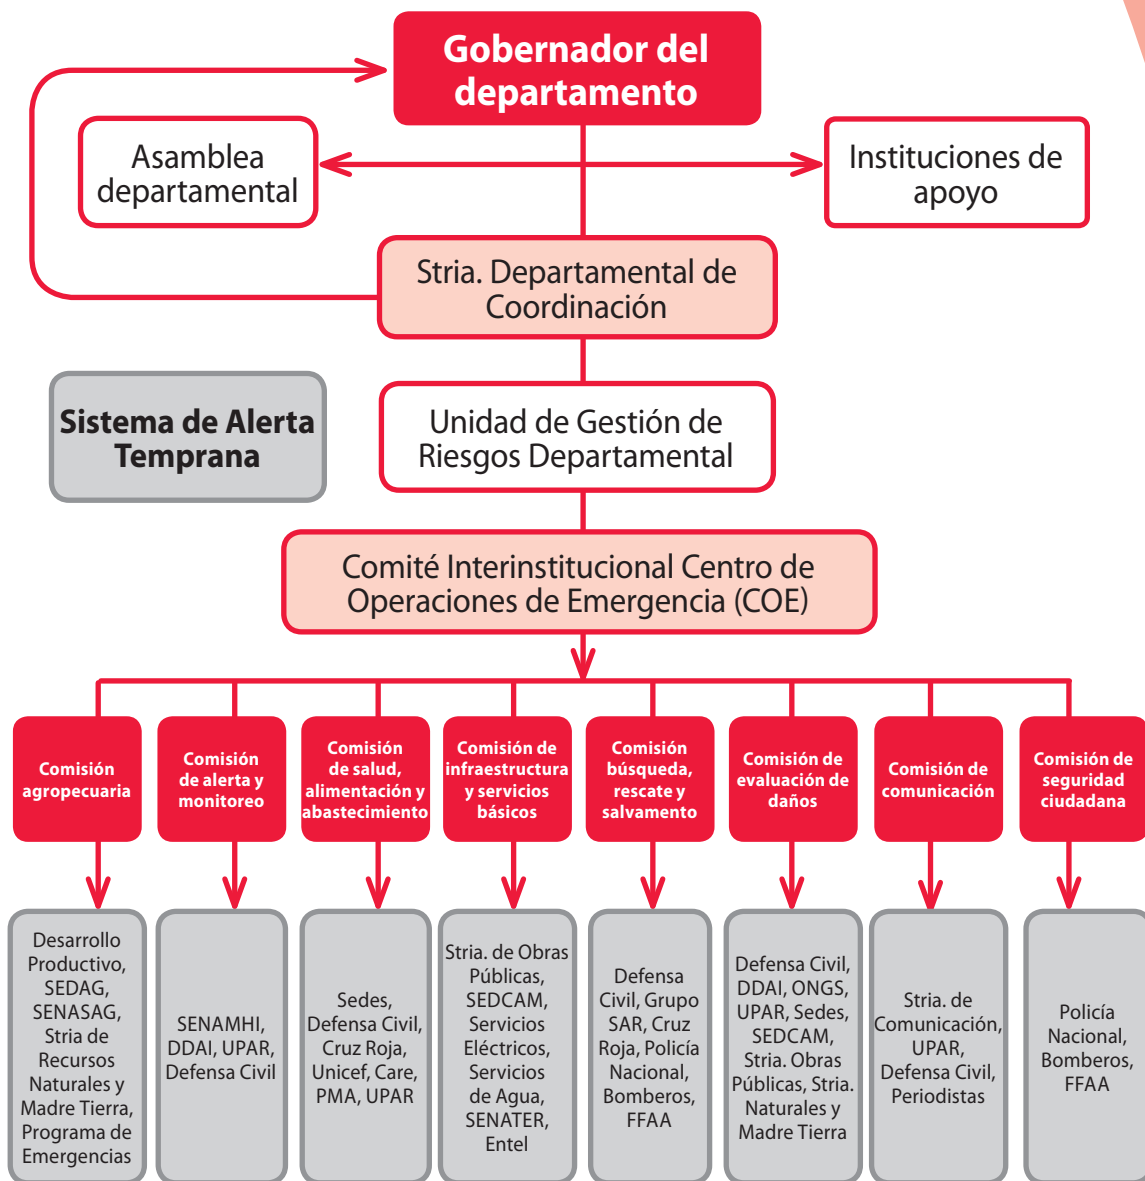 Gobernador del
departamento
Asamblea
departamental
Instituciones de
apoyo
Stria. Departamental de
Coordinación
Sistema de Alerta
Temprana
Unidad de Gestión de
Riesgos Departamental
Comité Interinstitucional Centro de
Operaciones de Emergencia (COE)
Comisión
agropecuaria
Comisión
de alerta y
monitoreo
Comisión
de salud,
alimentación y
abastecimiento
Comisión de
infraestructura
y servicios
básicos
Comisión
búsqueda,
rescate y
salvamento
Comisión de
evaluación de
daños
Comisión de
comunicación
Comisión de
seguridad
ciudadana
Desarrollo
Productivo,
SEDAG,
SENASAG,
Stria de
Recursos
Naturales y
Madre Tierra,
Programa de
Emergencias
SENAMHI,
DDAI, UPAR,
Defensa Civil
Sedes,
Defensa Civil,
Cruz Roja,
Unicef, Care,
PMA, UPAR
Stria. de Obras
Públicas,
SEDCAM,
Servicios
Eléctricos,
Servicios
de Agua,
SENATER,
Entel
Defensa
Civil, Grupo
SAR, Cruz
Roja, Policía
Nacional,
Bomberos,
FFAA
Defensa Civil,
DDAI, ONGS,
UPAR, Sedes,
SEDCAM,
Stria. Obras
Públicas, Stria.
Naturales y
Madre Tierra
Stria. de
Comunicación,
UPAR,
Defensa Civil,
Periodistas
Policía
Nacional,
Bomberos,
FFAA